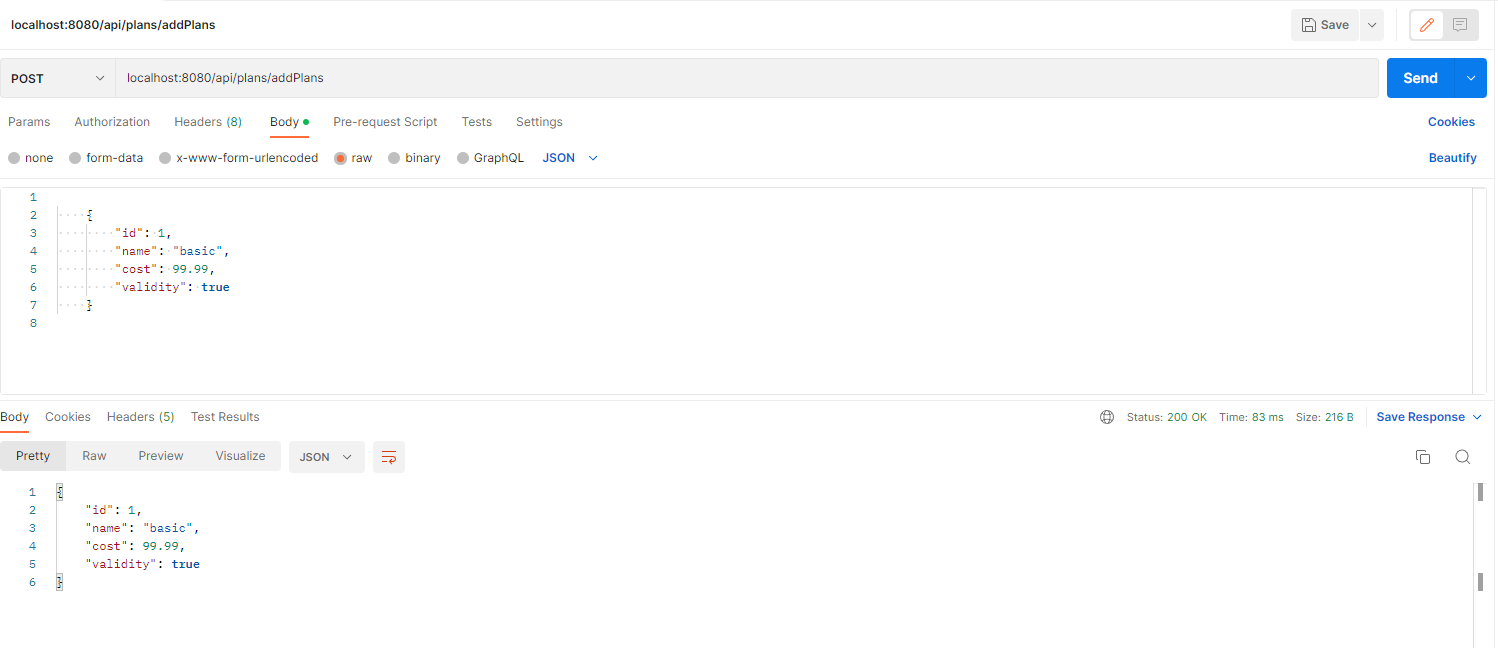 localhost:8080/api/plans/addPlans
Save
POST
localhost:8080/api/plans/addPlans
Send
Params Authorization Headers (8) Body Pre-request Script Tests Settings Cookies
none form-data x-www-form-urlencoded raw binary GraphQL JSON Beautify
1
2 {
3 "id": 1,
4 "name": "basic",
5 "cost": 99.99,
6 "validity": true
7 }
8
Body Cookies Headers (5) Test Results Status: 200 OK Time: 83 ms Size: 216 B Save Response
Pretty Raw Preview Visualize JSON
1 {
2 "id": 1,
3 "name": "basic",
4 "cost": 99.99,
5 "validity": true
6 }